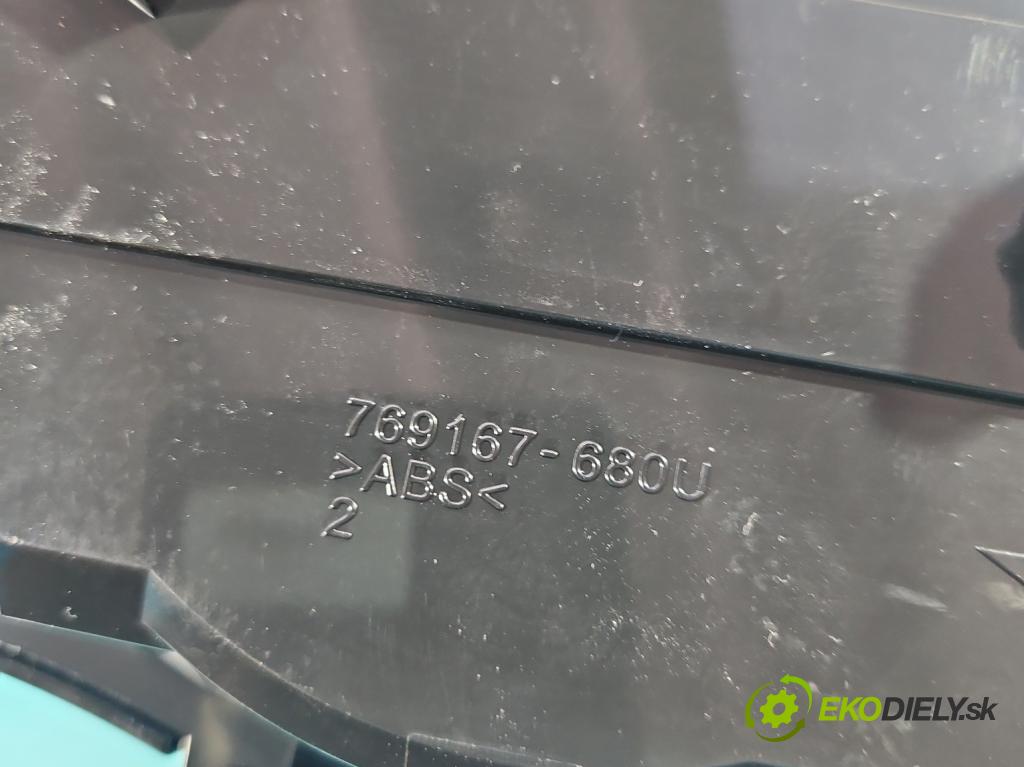 769167-680U
>ABS<
2
EKODIELY.sk